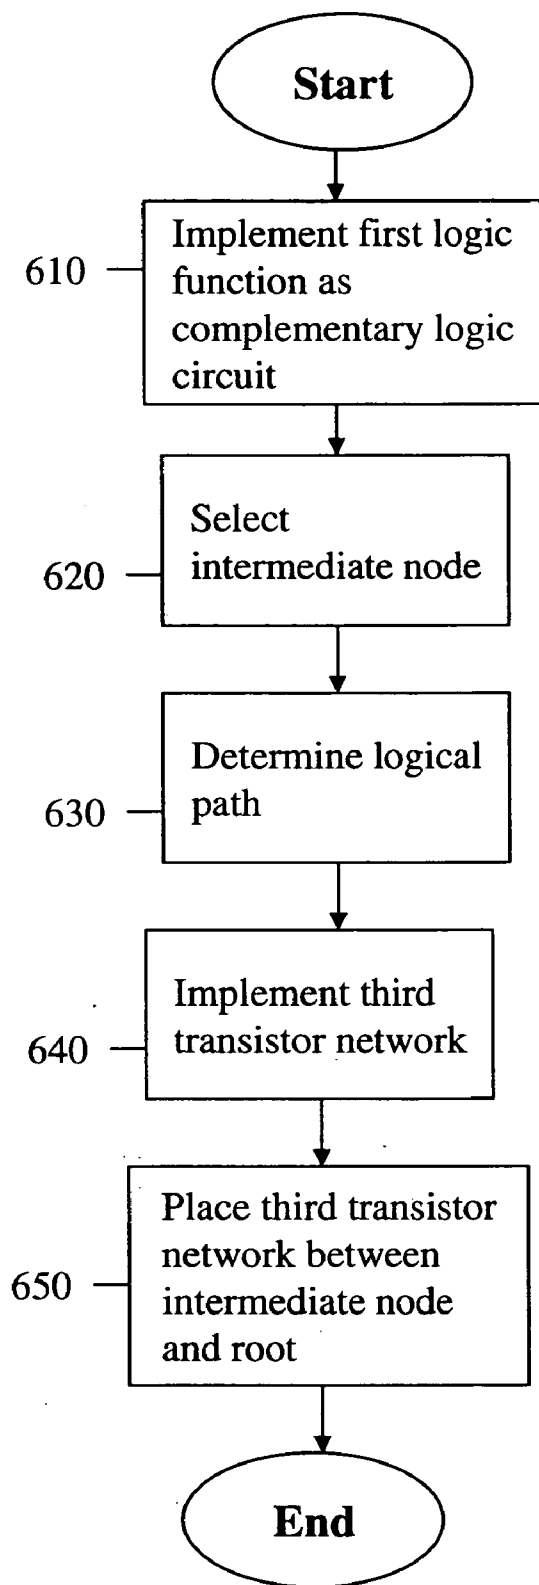 Start
610
Implement first logic
function as
complementary logic
circuit
620
Select
intermediate node
630
Determine logical
path
640
Implement third
transistor network
650
Place third transistor
network between
intermediate node
and root
End